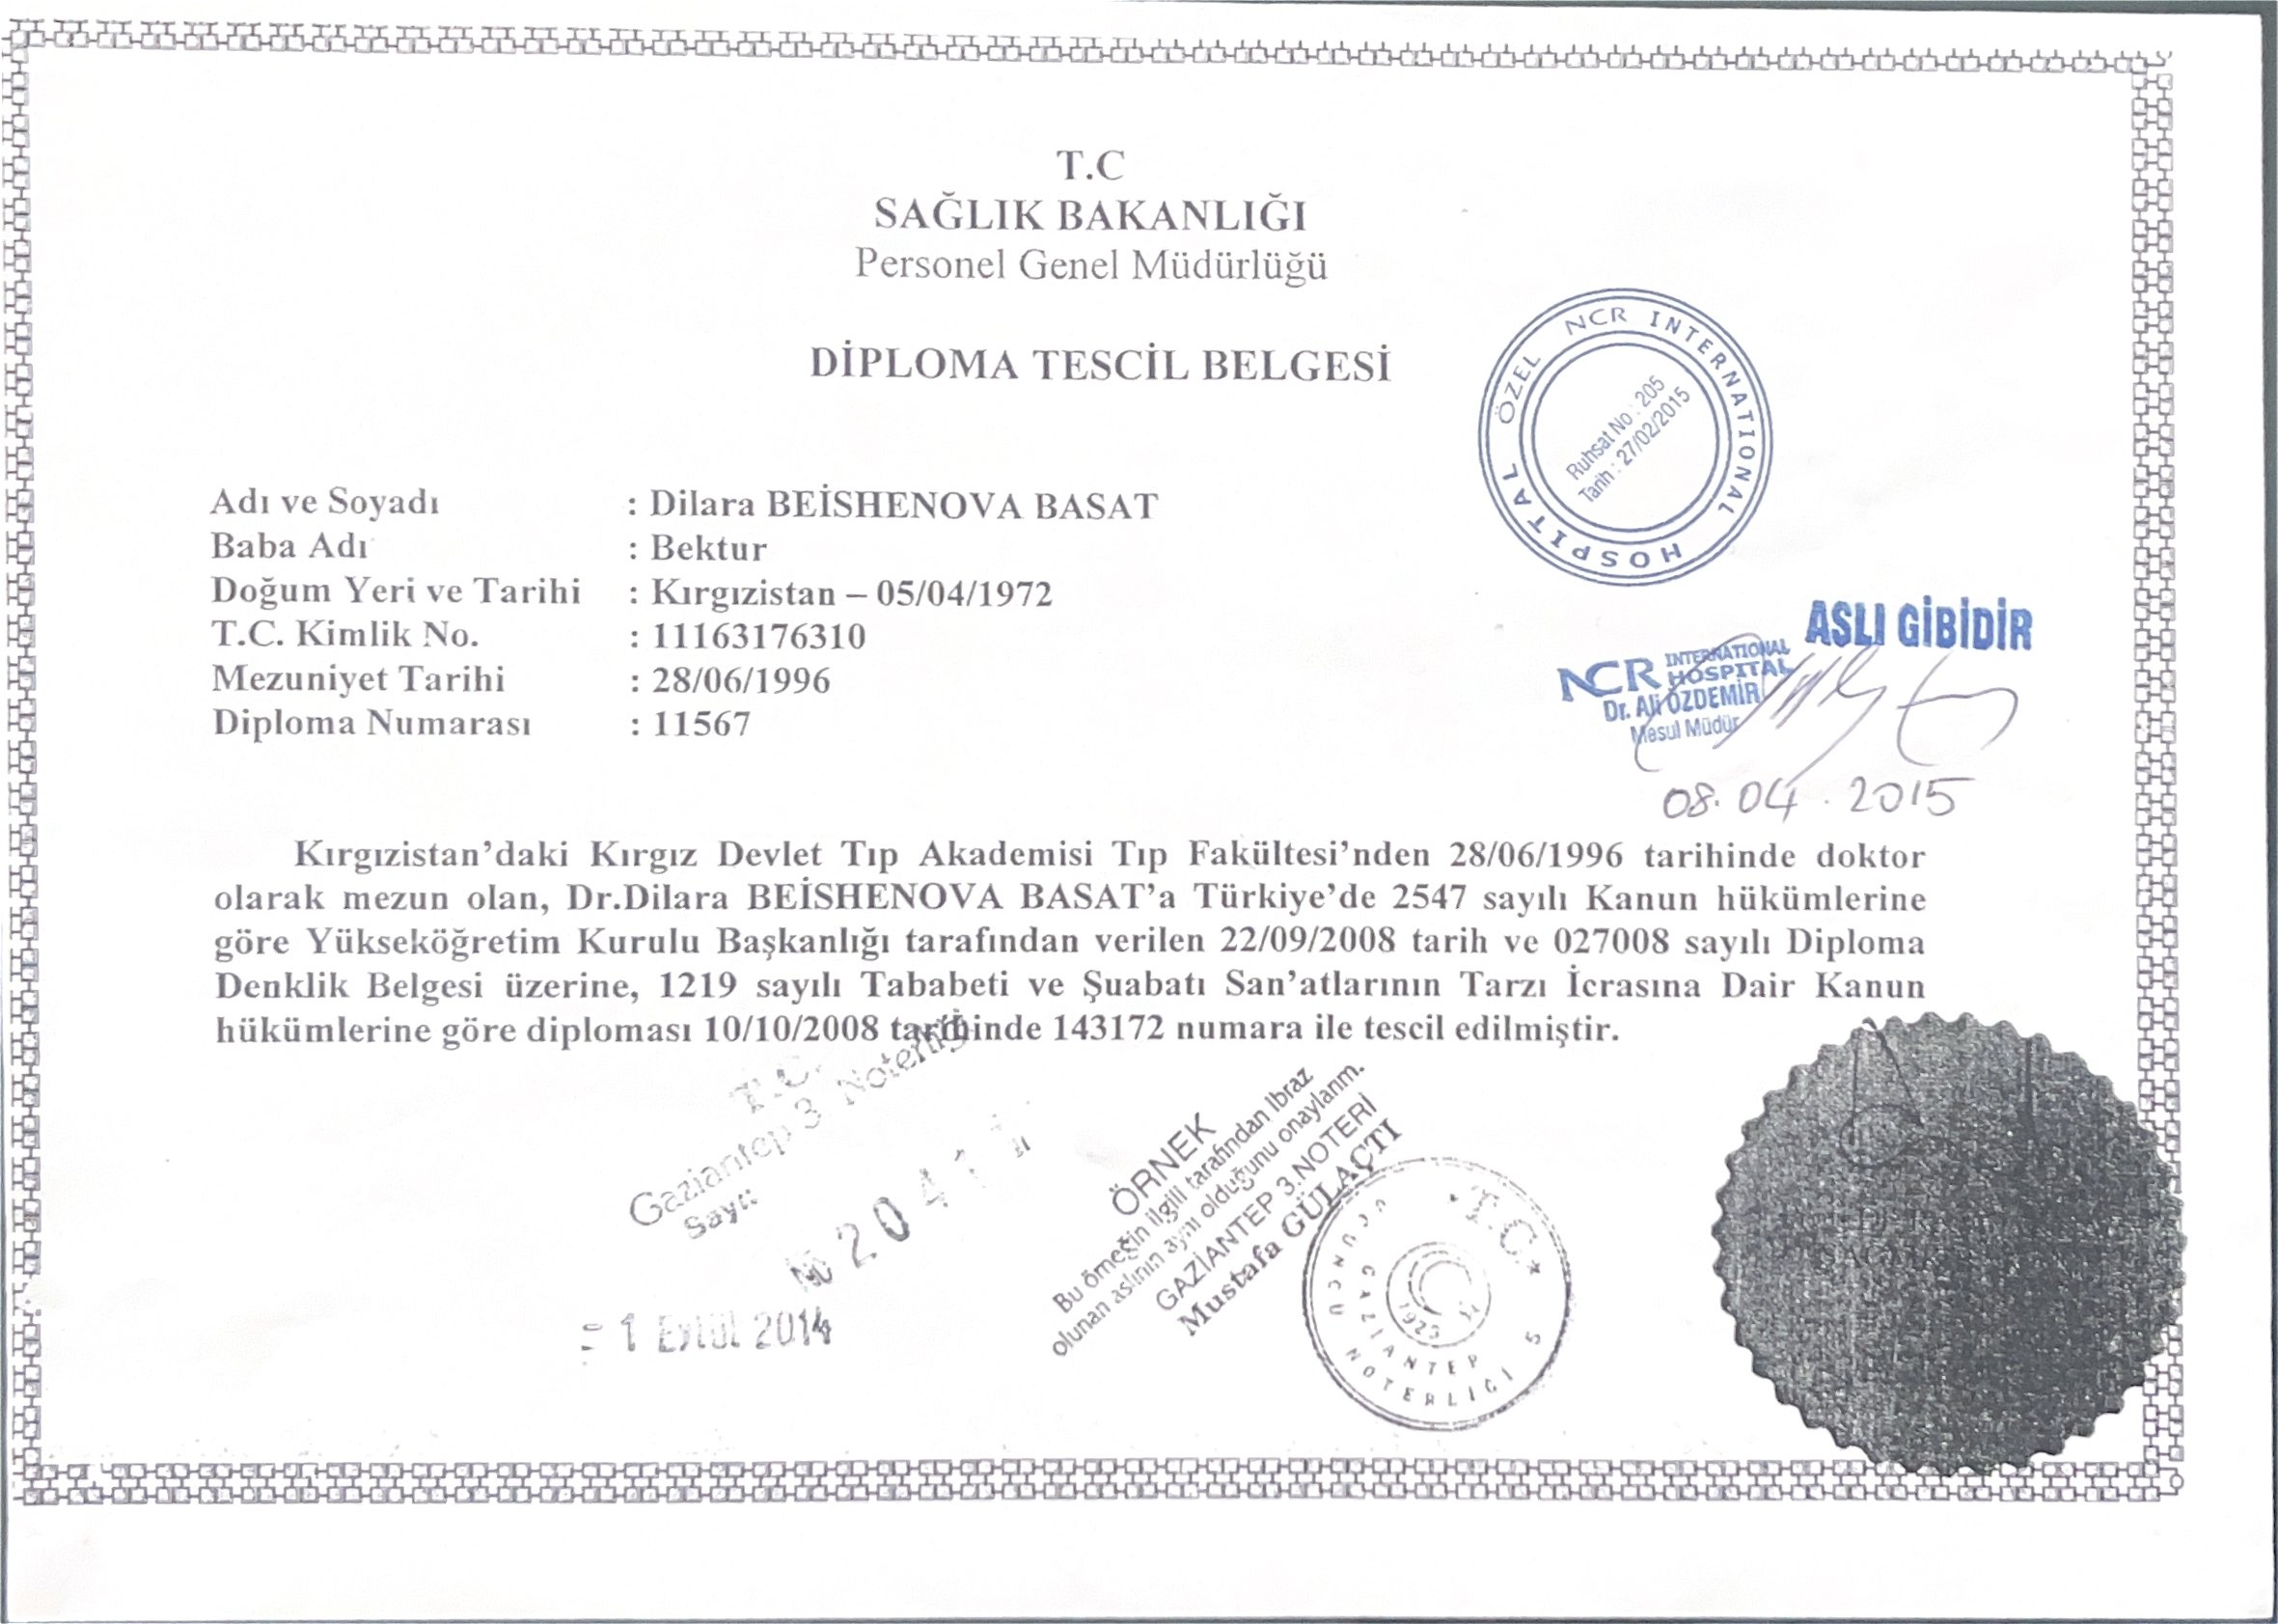 T.C
SAĞLIK BAKANLIĞI
Personel Genel Müdürlüğü
DİPLOMA TESCİL BELGESİ
ÖZEL NCR INTERNATIONAL HOSPITAL
Ruhsat No : 205
Tarih : 27/02/2015
Adı ve Soyadı : Dilara BEİSHENOVA BASAT
Baba Adı : Bektur
Doğum Yeri ve Tarihi : Kırgızistan – 05/04/1972
T.C. Kimlik No. : 11163176310
Mezuniyet Tarihi : 28/06/1996
Diploma Numarası : 11567
ASLI GİBİDİR
NCR INTERNATIONAL
HOSPITAL
Dr. Ali ÖZDEMİR
Mesul Müdür
08.04.2015
Kırgızistan'daki Kırgız Devlet Tıp Akademisi Tıp Fakültesi'nden 28/06/1996 tarihinde doktor
olarak mezun olan, Dr.Dilara BEİSHENOVA BASAT'a Türkiye'de 2547 sayılı Kanun hükümlerine
göre Yükseköğretim Kurulu Başkanlığı tarafından verilen 22/09/2008 tarih ve 027008 sayılı Diploma
Denklik Belgesi üzerine, 1219 sayılı Tababeti ve Şuabatı San'atlarının Tarzı İcrasına Dair Kanun
hükümlerine göre diploması 10/10/2008 tarihinde 143172 numara ile tescil edilmiştir.
T.C.
Gaziantep 3. Noterliği
Sayı:
1 Eylül 2014
ÖRNEK
Bu örneğin ilgili tarafından ibraz
olunan aslının aynı olduğunu onaylarım.
GAZİANTEP 3.NOTERİ
Mustafa GÜLAÇTI
T.C.
GAZİANTEP
ÜÇÜNCÜ NOTERLİĞİ 5
1923